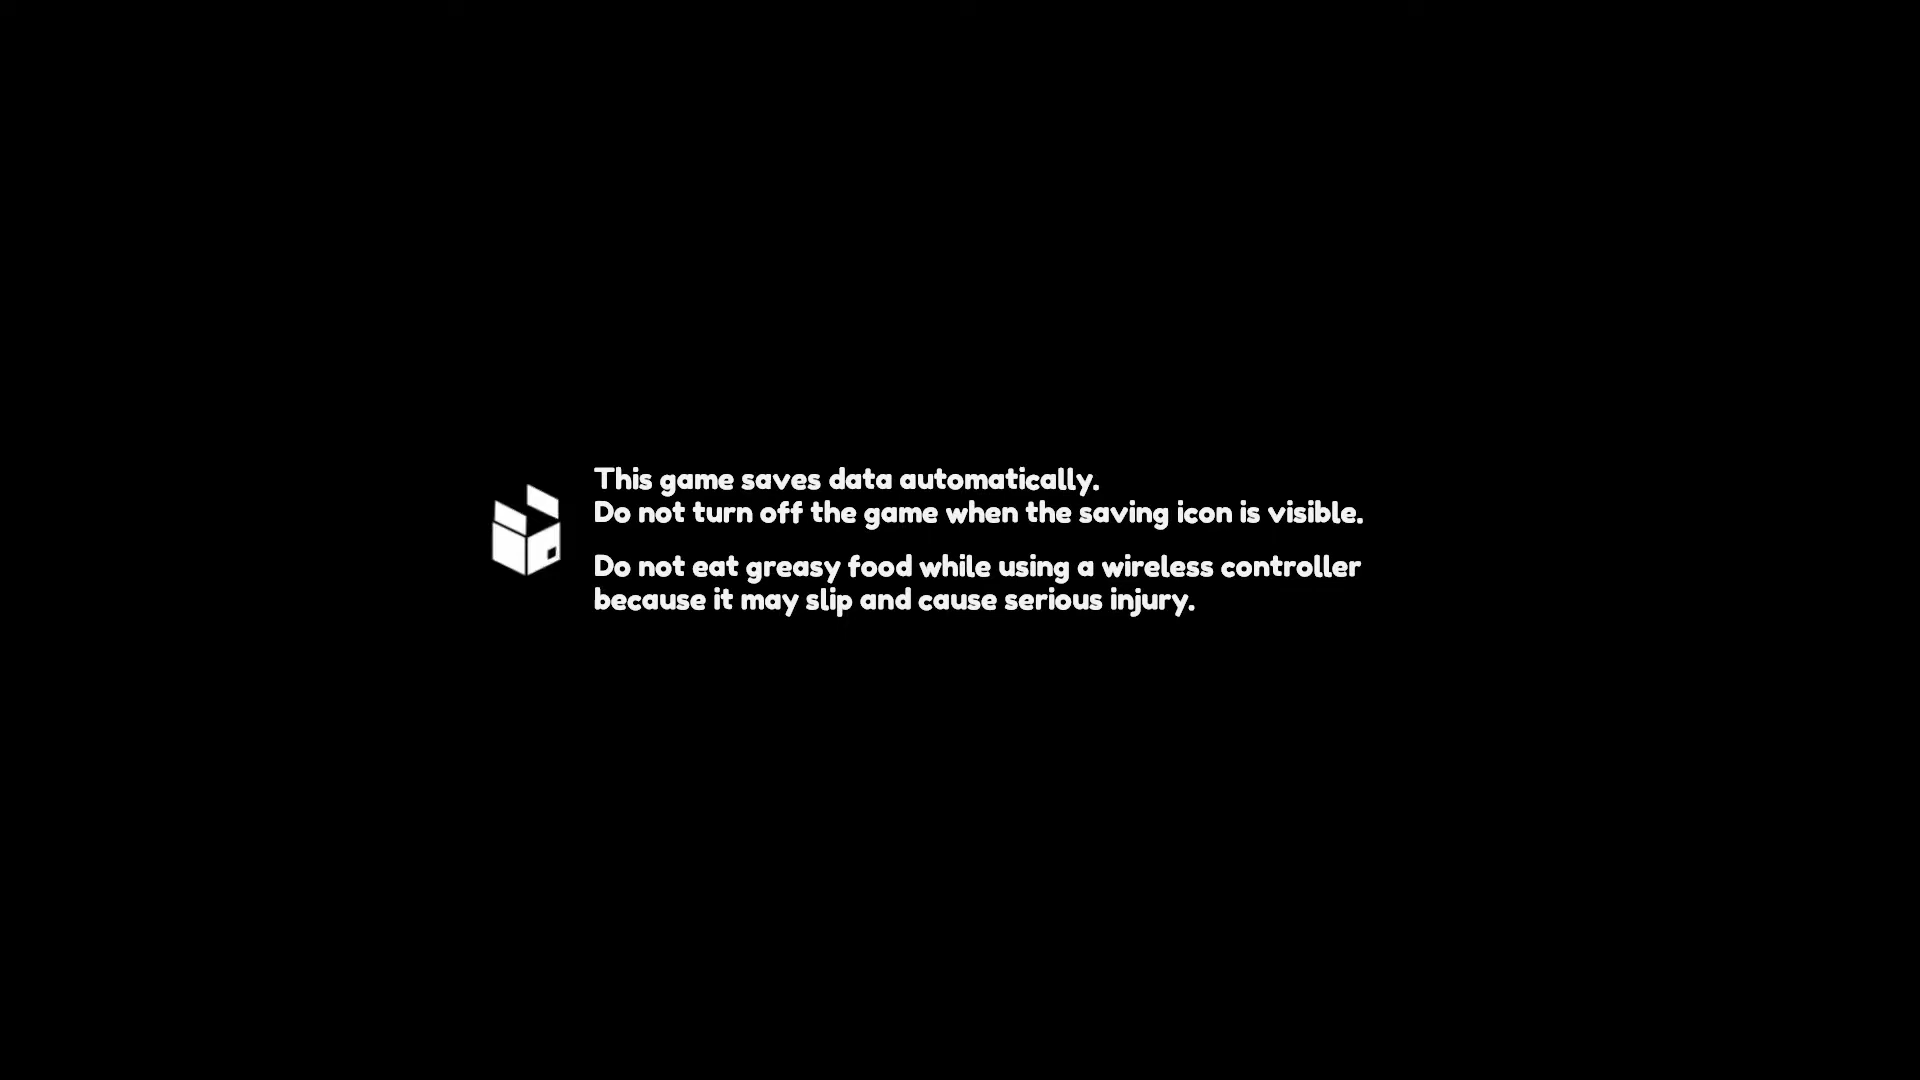 This game saves data automatically.
Do not turn off the game when the saving icon is visible.
Do not eat greasy food while using a wireless controller
because it may slip and cause serious injury.